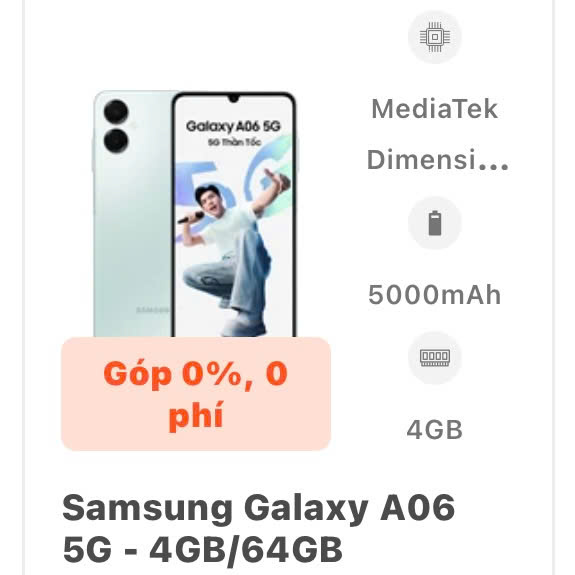 Galaxy A06 5G
5G Thần Tốc
5G
SAMSUNG
MediaTek
Dimensi...
5000mAh
4GB
Góp 0%, 0
phí
Samsung Galaxy A06
5G - 4GB/64GB